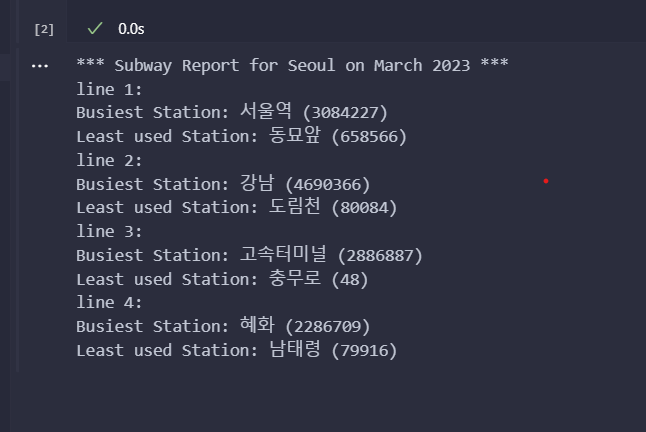 [2] 0.0s
*** Subway Report for Seoul on March 2023 ***
line 1:
Busiest Station: 서울역 (3084227)
Least used Station: 동묘앞 (658566)
line 2:
Busiest Station: 강남 (4690366)
Least used Station: 도림천 (80084)
line 3:
Busiest Station: 고속터미널 (2886887)
Least used Station: 충무로 (48)
line 4:
Busiest Station: 혜화 (2286709)
Least used Station: 남태령 (79916)